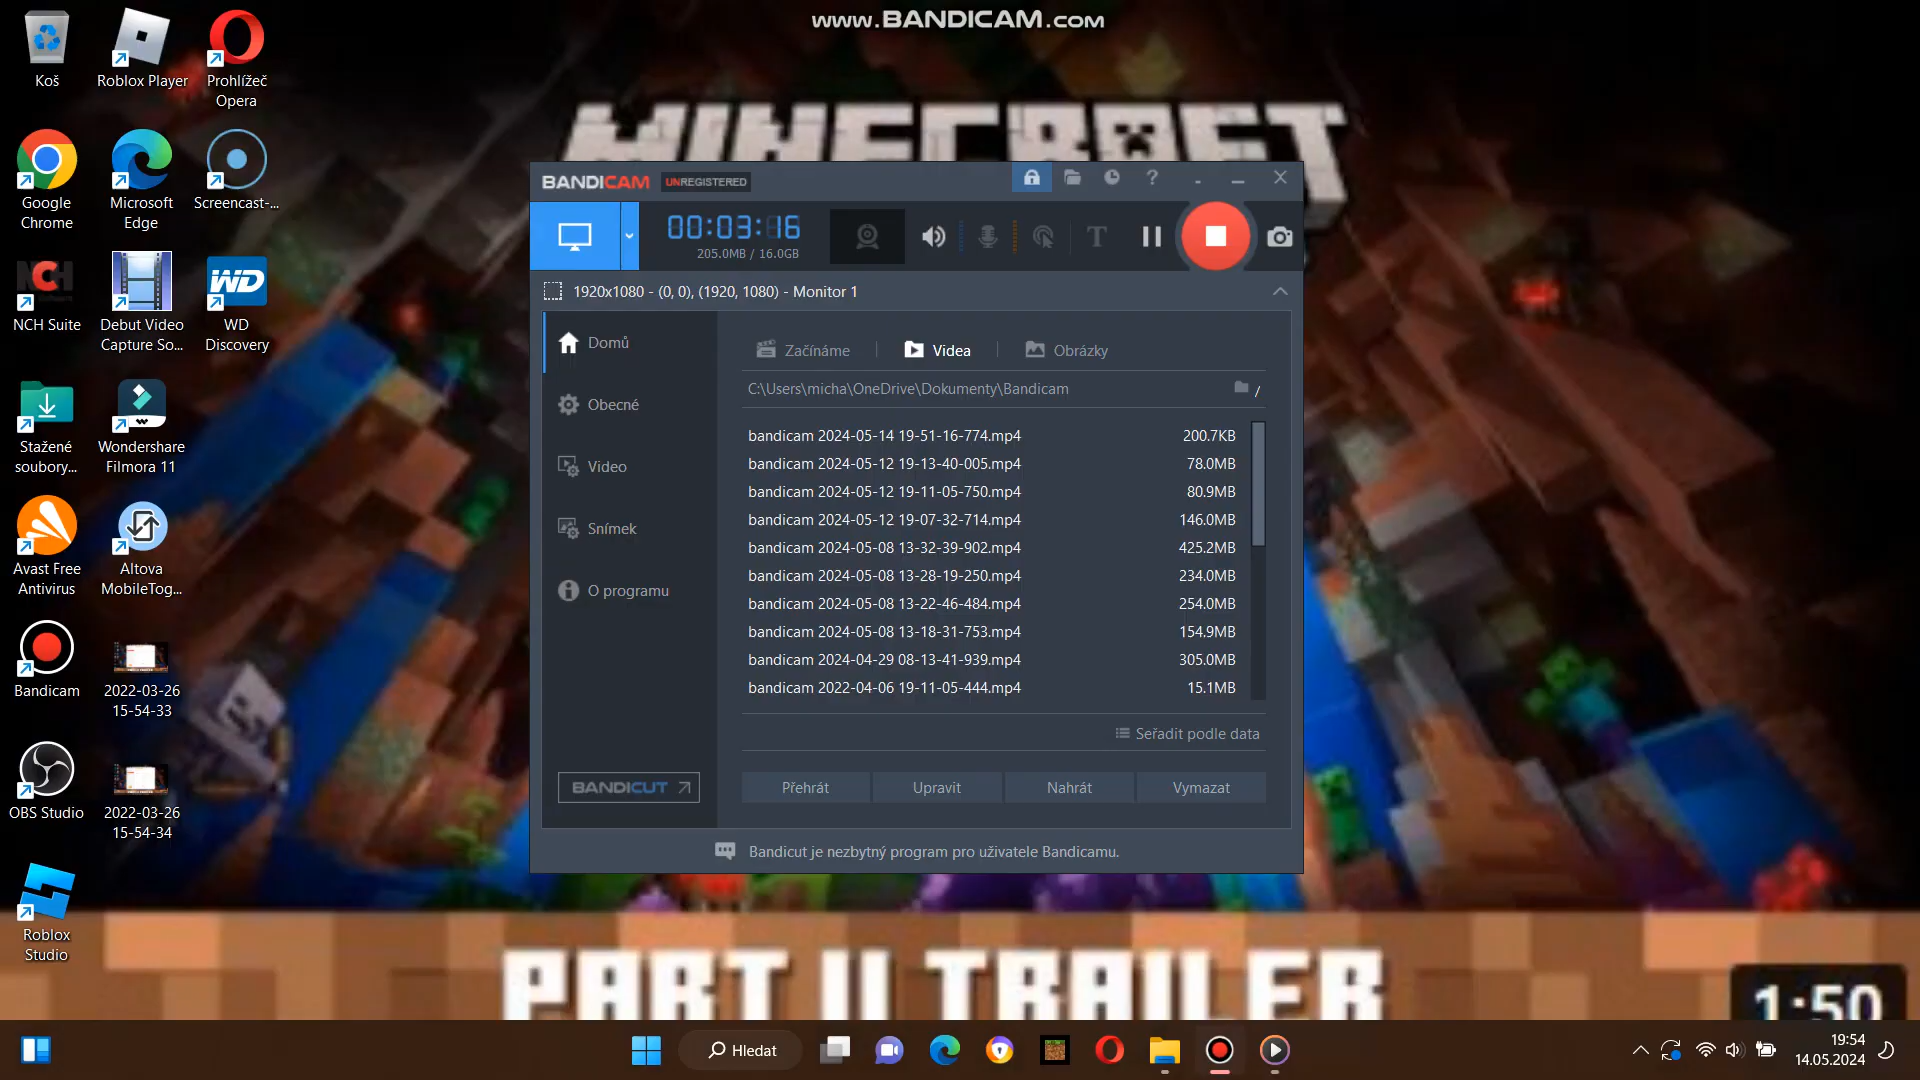 www.BANDICAM.com
Koš
Roblox Player
Prohlížeč
Opera
Google
Chrome
Microsoft
Edge
Screencast-...
NCH Suite
Debut Video
Capture So...
WD
WD
Discovery
Stažené
soubory...
Wondershare
Filmora 11
Avast Free
Antivirus
Altova
MobileTog...
Bandicam
2022-03-26
15-54-33
OBS Studio
2022-03-26
15-54-34
Roblox
Studio
MINECRAFT
BANDICAM UNREGISTERED
00:03:16
205.0MB / 16.0GB
1920x1080 - (0, 0), (1920, 1080) - Monitor 1
Domů
Obecné
Video
Snímek
O programu
BANDICUT
Začínáme
Videa
Obrázky
C:\Users\micha\OneDrive\Dokumenty\Bandicam
bandicam 2024-05-14 19-51-16-774.mp4 200.7KB
bandicam 2024-05-12 19-13-40-005.mp4 78.0MB
bandicam 2024-05-12 19-11-05-750.mp4 80.9MB
bandicam 2024-05-12 19-07-32-714.mp4 146.0MB
bandicam 2024-05-08 13-32-39-902.mp4 425.2MB
bandicam 2024-05-08 13-28-19-250.mp4 234.0MB
bandicam 2024-05-08 13-22-46-484.mp4 254.0MB
bandicam 2024-05-08 13-18-31-753.mp4 154.9MB
bandicam 2024-04-29 08-13-41-939.mp4 305.0MB
bandicam 2022-04-06 19-11-05-444.mp4 15.1MB
Seřadit podle data
Přehrát
Upravit
Nahrát
Vymazat
Bandicut je nezbytný program pro uživatele Bandicamu.
PART II TRAILER
1:50
Hledat
19:54
14.05.2024